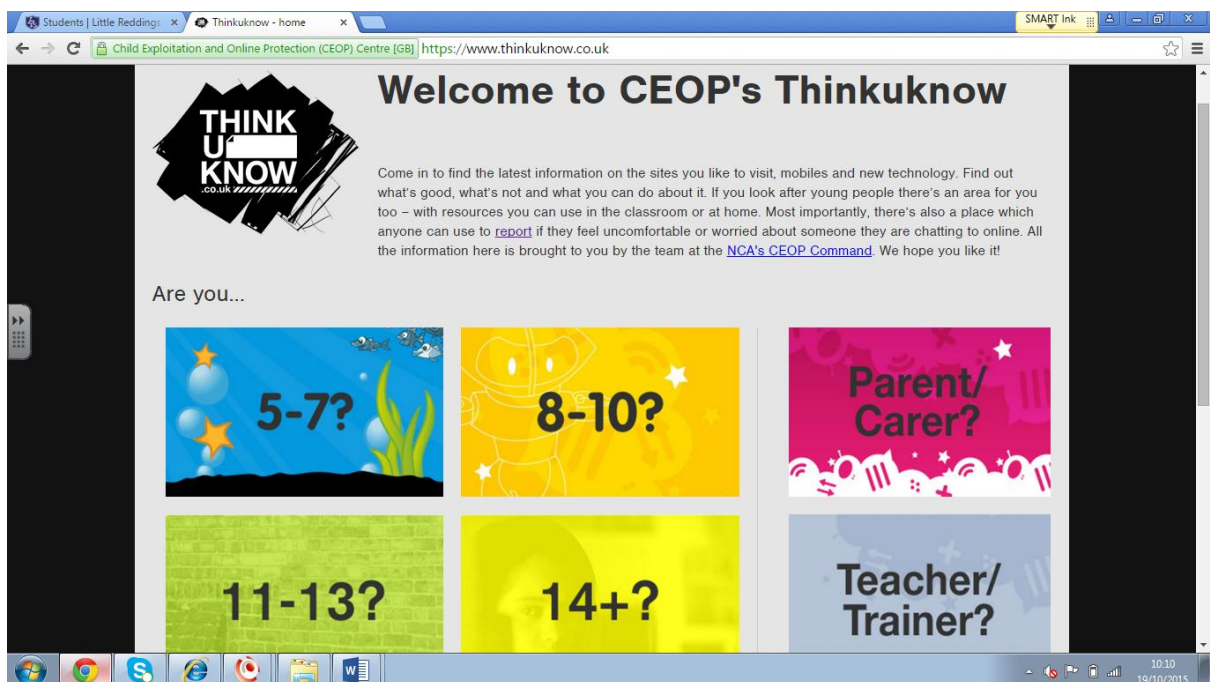 Students | Little Reddings
Thinkuknow - home
SMART Ink
Child Exploitation and Online Protection (CEOP) Centre [GB]
https://www.thinkuknow.co.uk
THINK
U
KNOW
.co.uk
Welcome to CEOP's Thinkuknow
Come in to find the latest information on the sites you like to visit, mobiles and new technology. Find out
what's good, what's not and what you can do about it. If you look after young people there's an area for you
too – with resources you can use in the classroom or at home. Most importantly, there's also a place which
anyone can use to report if they feel uncomfortable or worried about someone they are chatting to online. All
the information here is brought to you by the team at the NCA's CEOP Command. We hope you like it!
Are you...
5-7?
8-10?
Parent/
Carer?
11-13?
14+?
Teacher/
Trainer?
10:10
19/10/2015